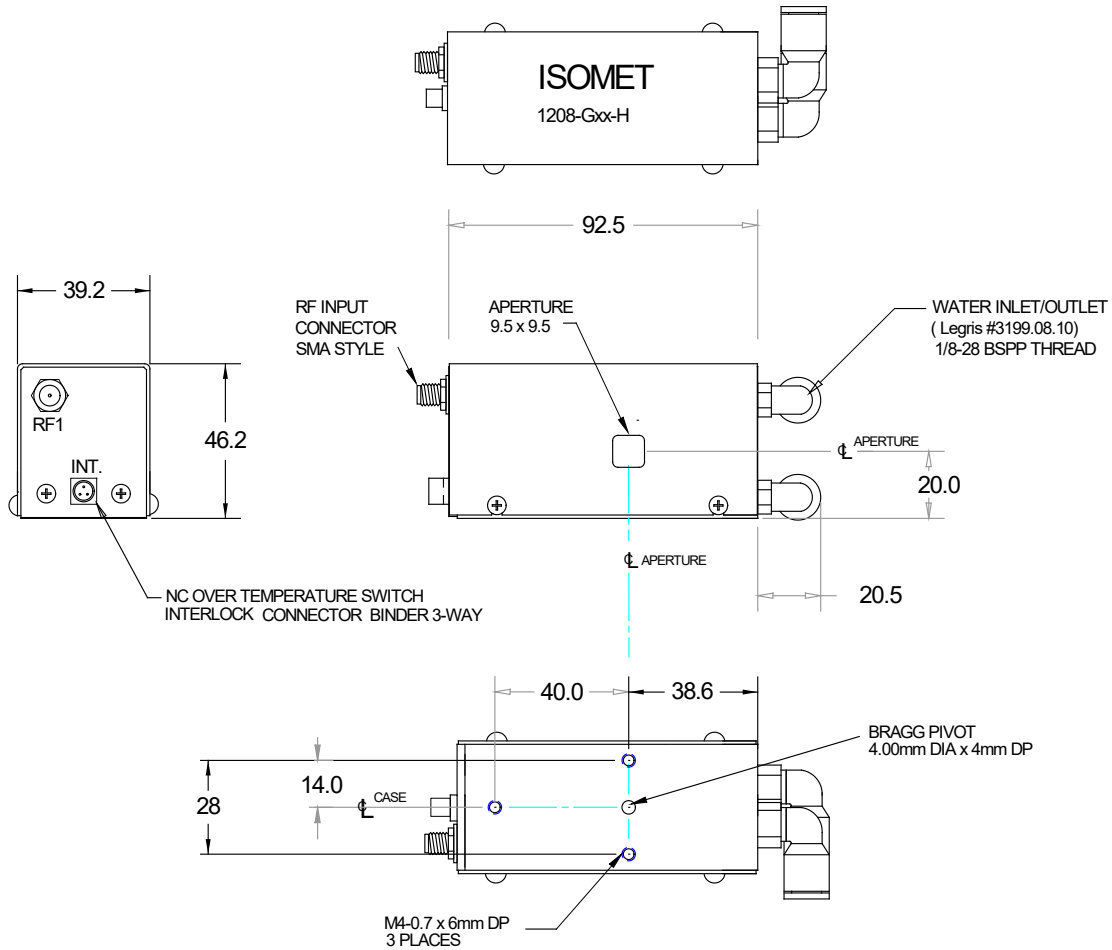 ISOMET
1208-Gxx-H
92.5
39.2
RF INPUT
CONNECTOR
SMA STYLE
APERTURE
9.5 x 9.5
WATER INLET/OUTLET
( Legris #3199.08.10)
1/8-28 BSPP THREAD
RF1
46.2
INT.
℄ APERTURE
20.0
℄ APERTURE
20.5
NC OVER TEMPERATURE SWITCH
INTERLOCK CONNECTOR BINDER 3-WAY
40.0
38.6
BRAGG PIVOT
4.00mm DIA x 4mm DP
14.0
28
℄ CASE
M4-0.7 x 6mm DP
3 PLACES